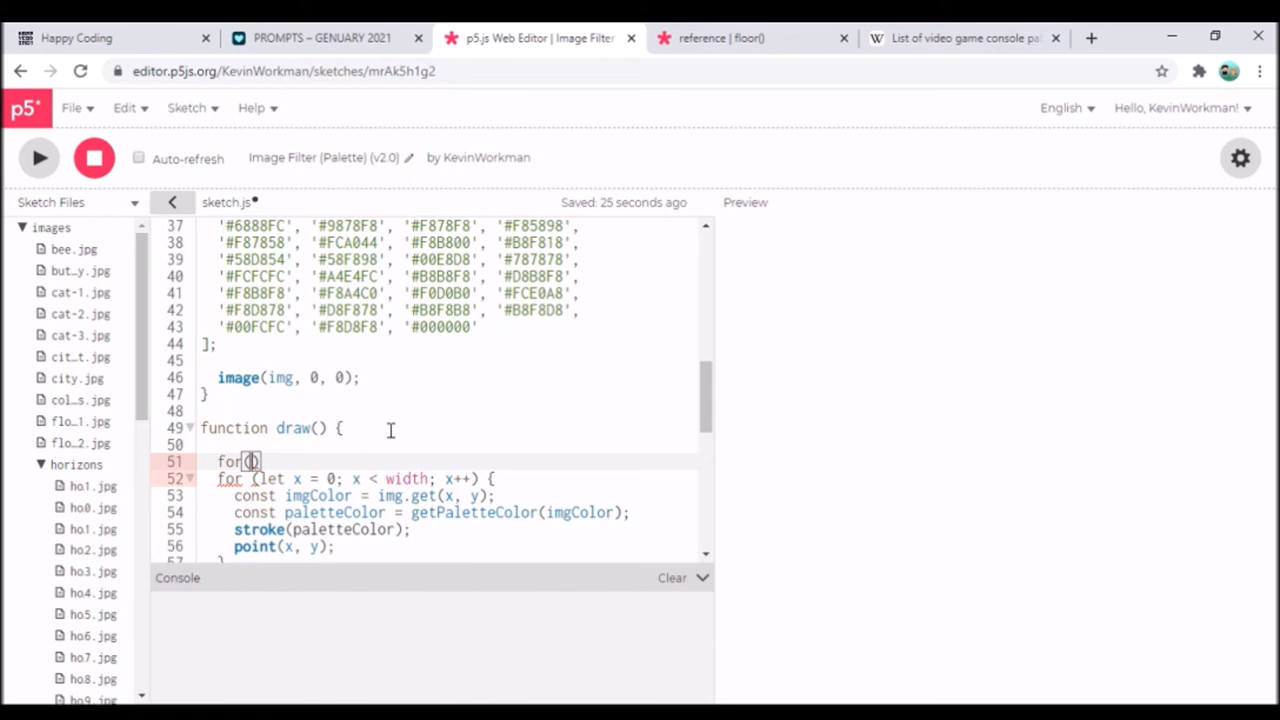 Happy Coding
PROMPTS – GENUARY 2021
p5.js Web Editor | Image Filter
reference | floor()
List of video game console pa
editor.p5js.org/KevinWorkman/sketches/mrAk5h1g2
p5* File Edit Sketch Help English Hello, KevinWorkman!
Auto-refresh Image Filter (Palette) (v2.0) by KevinWorkman
Sketch Files sketch.js Saved: 25 seconds ago Preview
images
bee.jpg
but_y.jpg
cat-1.jpg
cat-2.jpg
cat-3.jpg
cit_t.jpg
city.jpg
col_s.jpg
flo_1.jpg
flo_2.jpg
horizons
ho1.jpg
ho0.jpg
ho1.jpg
ho2.jpg
ho3.jpg
ho4.jpg
ho5.jpg
ho6.jpg
ho7.jpg
ho8.jpg
ho9.jpg
37 '#6888FC', '#9878F8', '#F878F8', '#F85898',
38 '#F87858', '#FCA044', '#F8B800', '#B8F818',
39 '#58D854', '#58F898', '#00E8D8', '#787878',
40 '#FCFCFC', '#A4E4FC', '#B8B8F8', '#D8B8F8',
41 '#F8B8F8', '#F8A4C0', '#F0D0B0', '#FCE0A8',
42 '#F8D878', '#D8F878', '#B8F8B8', '#B8F8D8',
43 '#00FCFC', '#F8D8F8', '#000000'
44 ];
45
46 image(img, 0, 0);
47 }
48
49 function draw() {
50
51 for()
52 for (let x = 0; x < width; x++) {
53 const imgColor = img.get(x, y);
54 const paletteColor = getPaletteColor(imgColor);
55 stroke(paletteColor);
56 point(x, y);
57 }
Console Clear